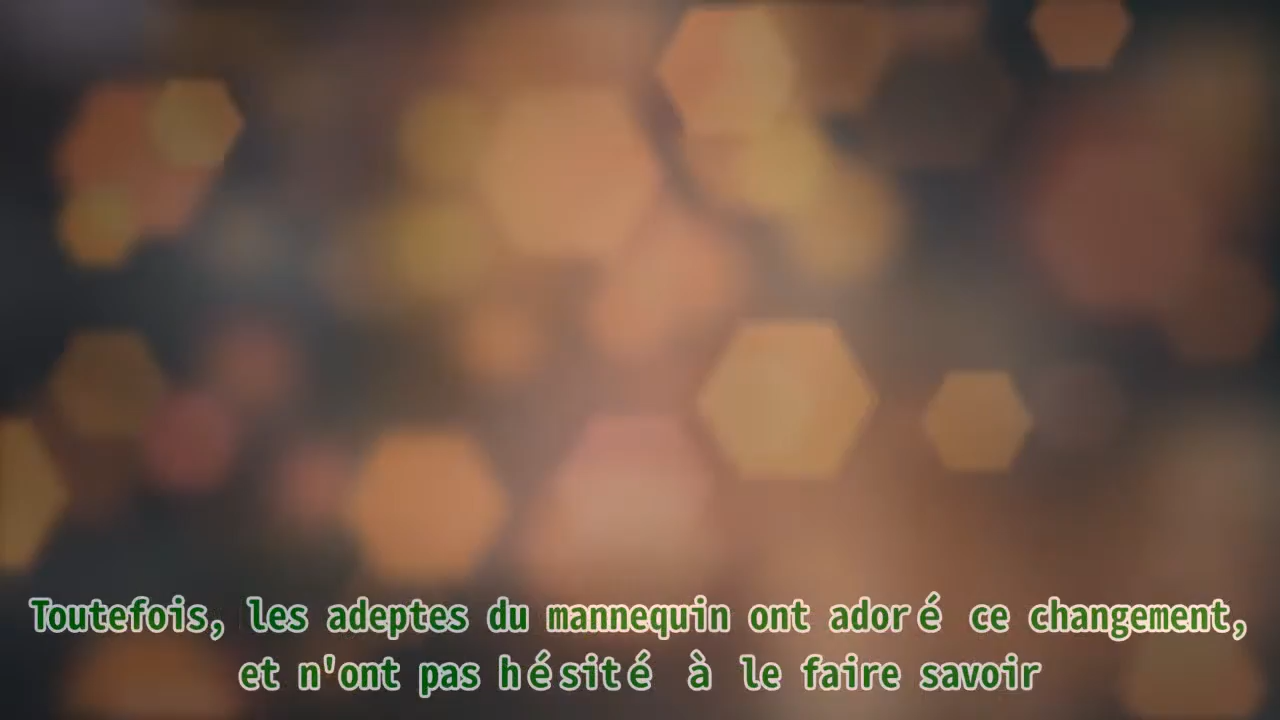 Toutefois, les adeptes du mannequin ont adoré ce changement,
et n'ont pas hésité à le faire savoir